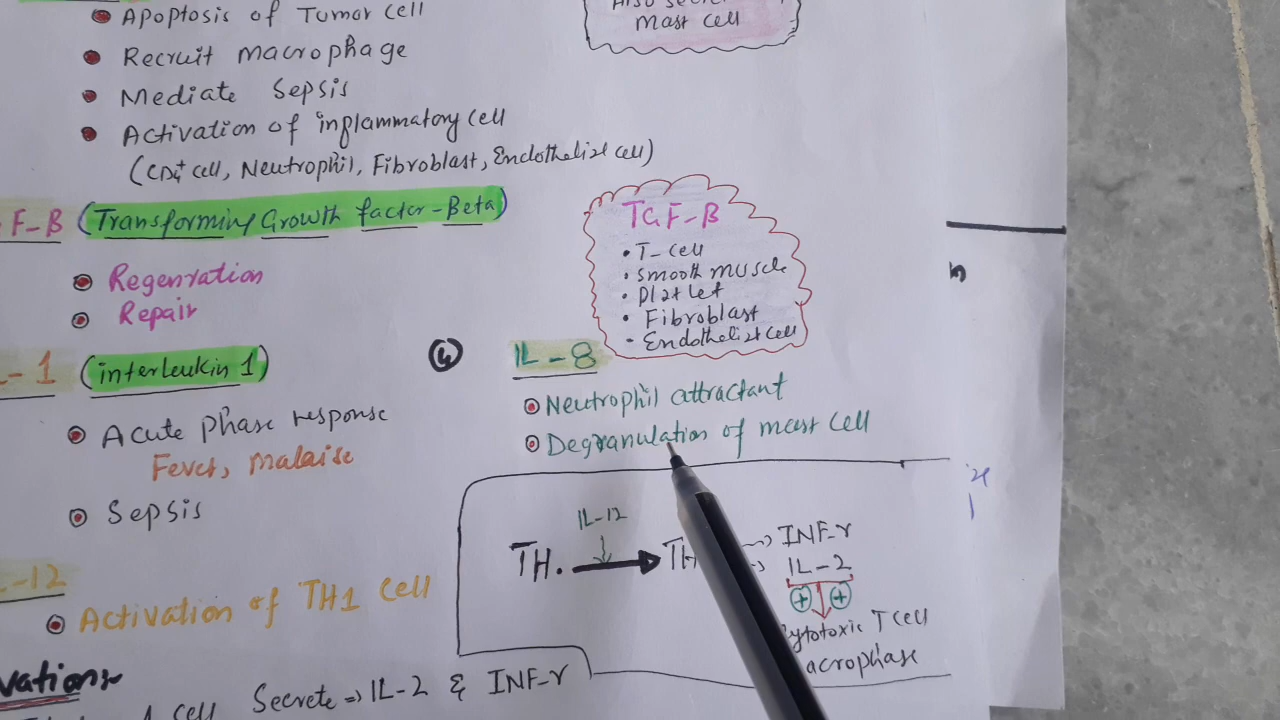 Apoptosis of Tumor cell
Recruit macrophage
Mediate Sepsis
Activation of inflammatory cell
(CD4+ cell, Neutrophil, Fibroblast, Endothelial cell)
mast cell
F-B (Transforming Growth factor-Beta)
Regenration
Repair
TGF-B
T-cell
smooth muscle
Platlet
Fibroblast
Endothelial cell
-1 (interleukin 1)
Acute phase response
Fever, malaise
Sepsis
4 IL-8
Neutrophil attractant
Degranulation of mast cell
-12
Activation of TH1 cell
IL-12
TH. TH
INF-γ
IL-2
+ +
ytotoxic T cell
acrophase
vations
cell Secrete => IL-2 & INF-γ